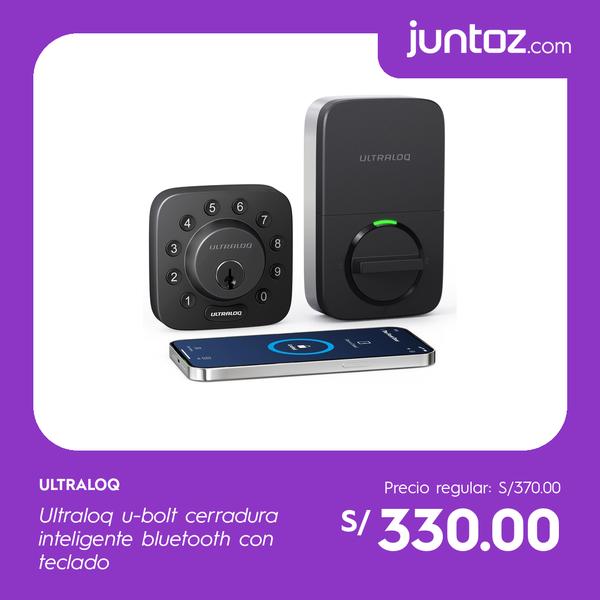 juntoz.com
ULTRALOQ
5 6
4 7
ULTRALOQ
3 8
2 9
1 0
ULTRALOQ
ULTRALOQ
Precio regular: S/370.00
Ultraloq u-bolt cerradura
inteligente bluetooth con
teclado
S/ 330.00